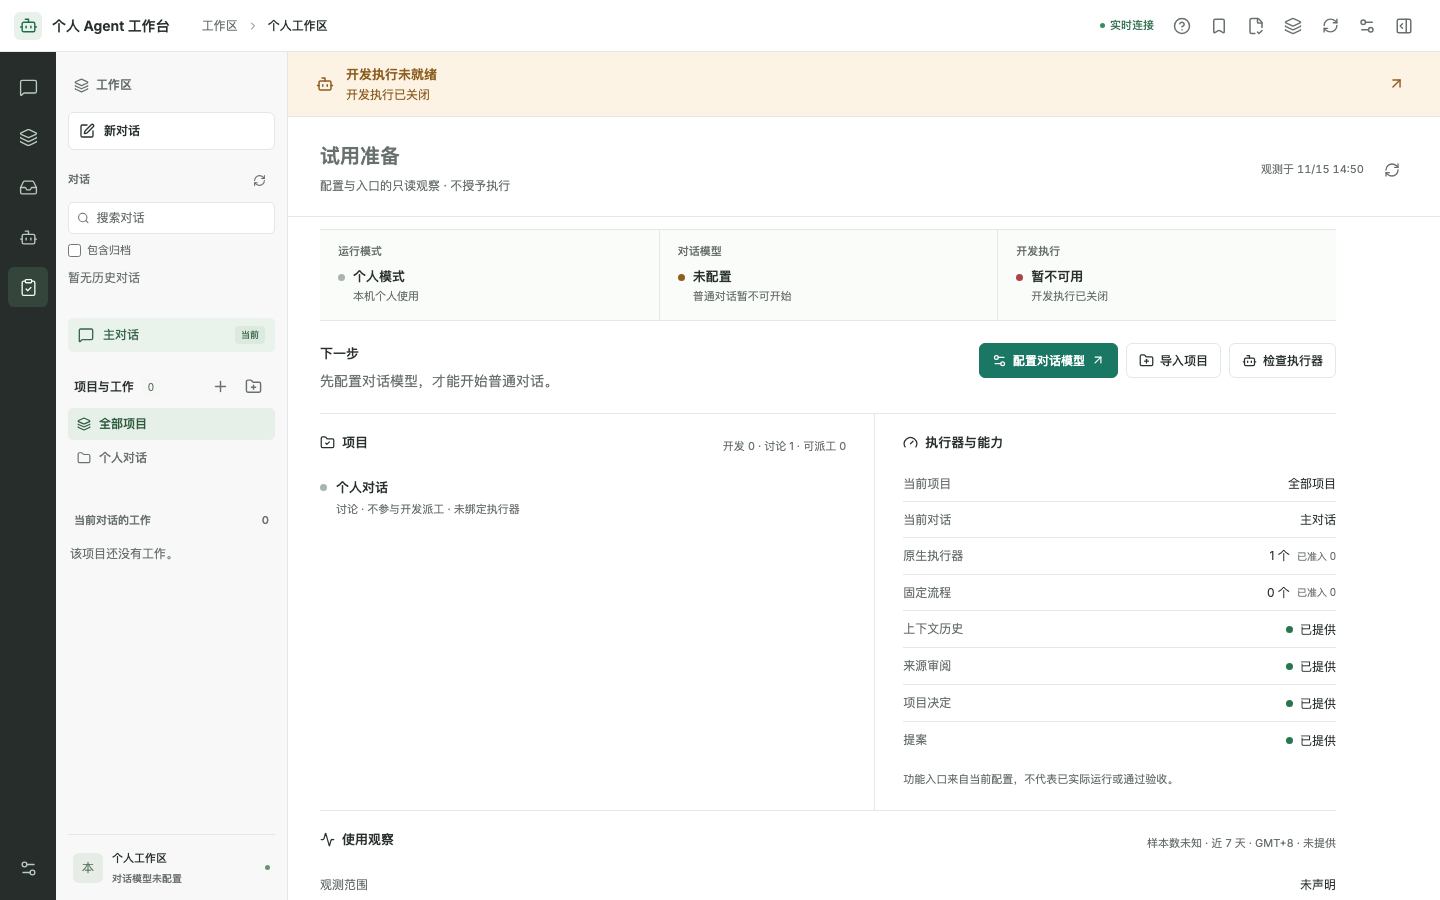 个人 Agent 工作台
工作区 > 个人工作区
实时连接
工作区
新对话
对话
搜索对话
包含归档
暂无历史对话
主对话 当前
项目与工作 0
全部项目
个人对话
当前对话的工作 0
该项目还没有工作。
本
个人工作区
对话模型未配置
开发执行未就绪
开发执行已关闭
试用准备
配置与入口的只读观察 · 不授予执行
观测于 11/15 14:50
运行模式
个人模式
本机个人使用
对话模型
未配置
普通对话暂不可开始
开发执行
暂不可用
开发执行已关闭
下一步
先配置对话模型，才能开始普通对话。
配置对话模型
导入项目
检查执行器
项目
开发 0 · 讨论 1 · 可派工 0
个人对话
讨论 · 不参与开发派工 · 未绑定执行器
执行器与能力
当前项目 全部项目
当前对话 主对话
原生执行器 1 个 已准入 0
固定流程 0 个 已准入 0
上下文历史 已提供
来源审阅 已提供
项目决定 已提供
提案 已提供
功能入口来自当前配置，不代表已实际运行或通过验收。
使用观察
样本数未知 · 近 7 天 · GMT+8 · 未提供
观测范围 未声明